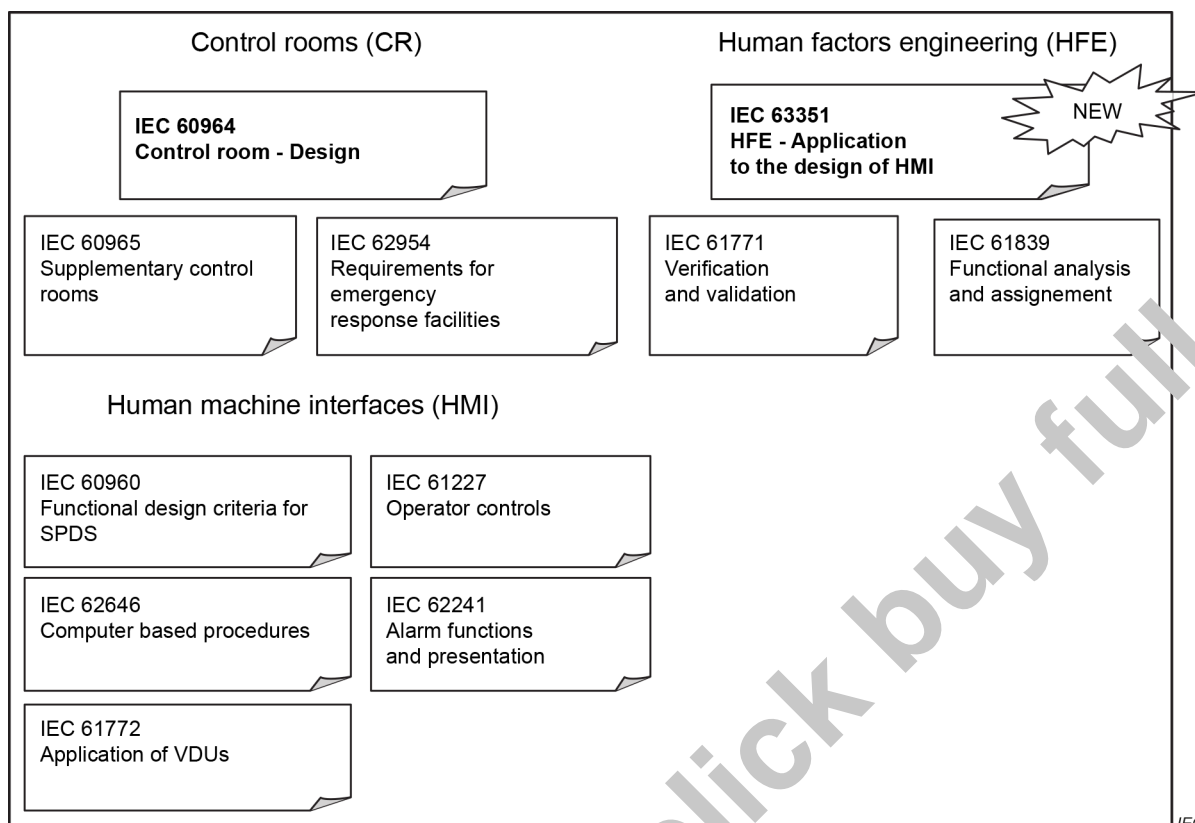 Control rooms (CR)
Human factors engineering (HFE)
IEC 60964
Control room - Design
IEC 63351
HFE - Application
to the design of HMI
NEW
IEC 60965
Supplementary control
rooms
IEC 62954
Requirements for
emergency
response facilities
IEC 61771
Verification
and validation
IEC 61839
Functional analysis
and assignement
Human machine interfaces (HMI)
IEC 60960
Functional design criteria for
SPDS
IEC 61227
Operator controls
IEC 62646
Computer based procedures
IEC 62241
Alarm functions
and presentation
IEC 61772
Application of VDUs
buy full